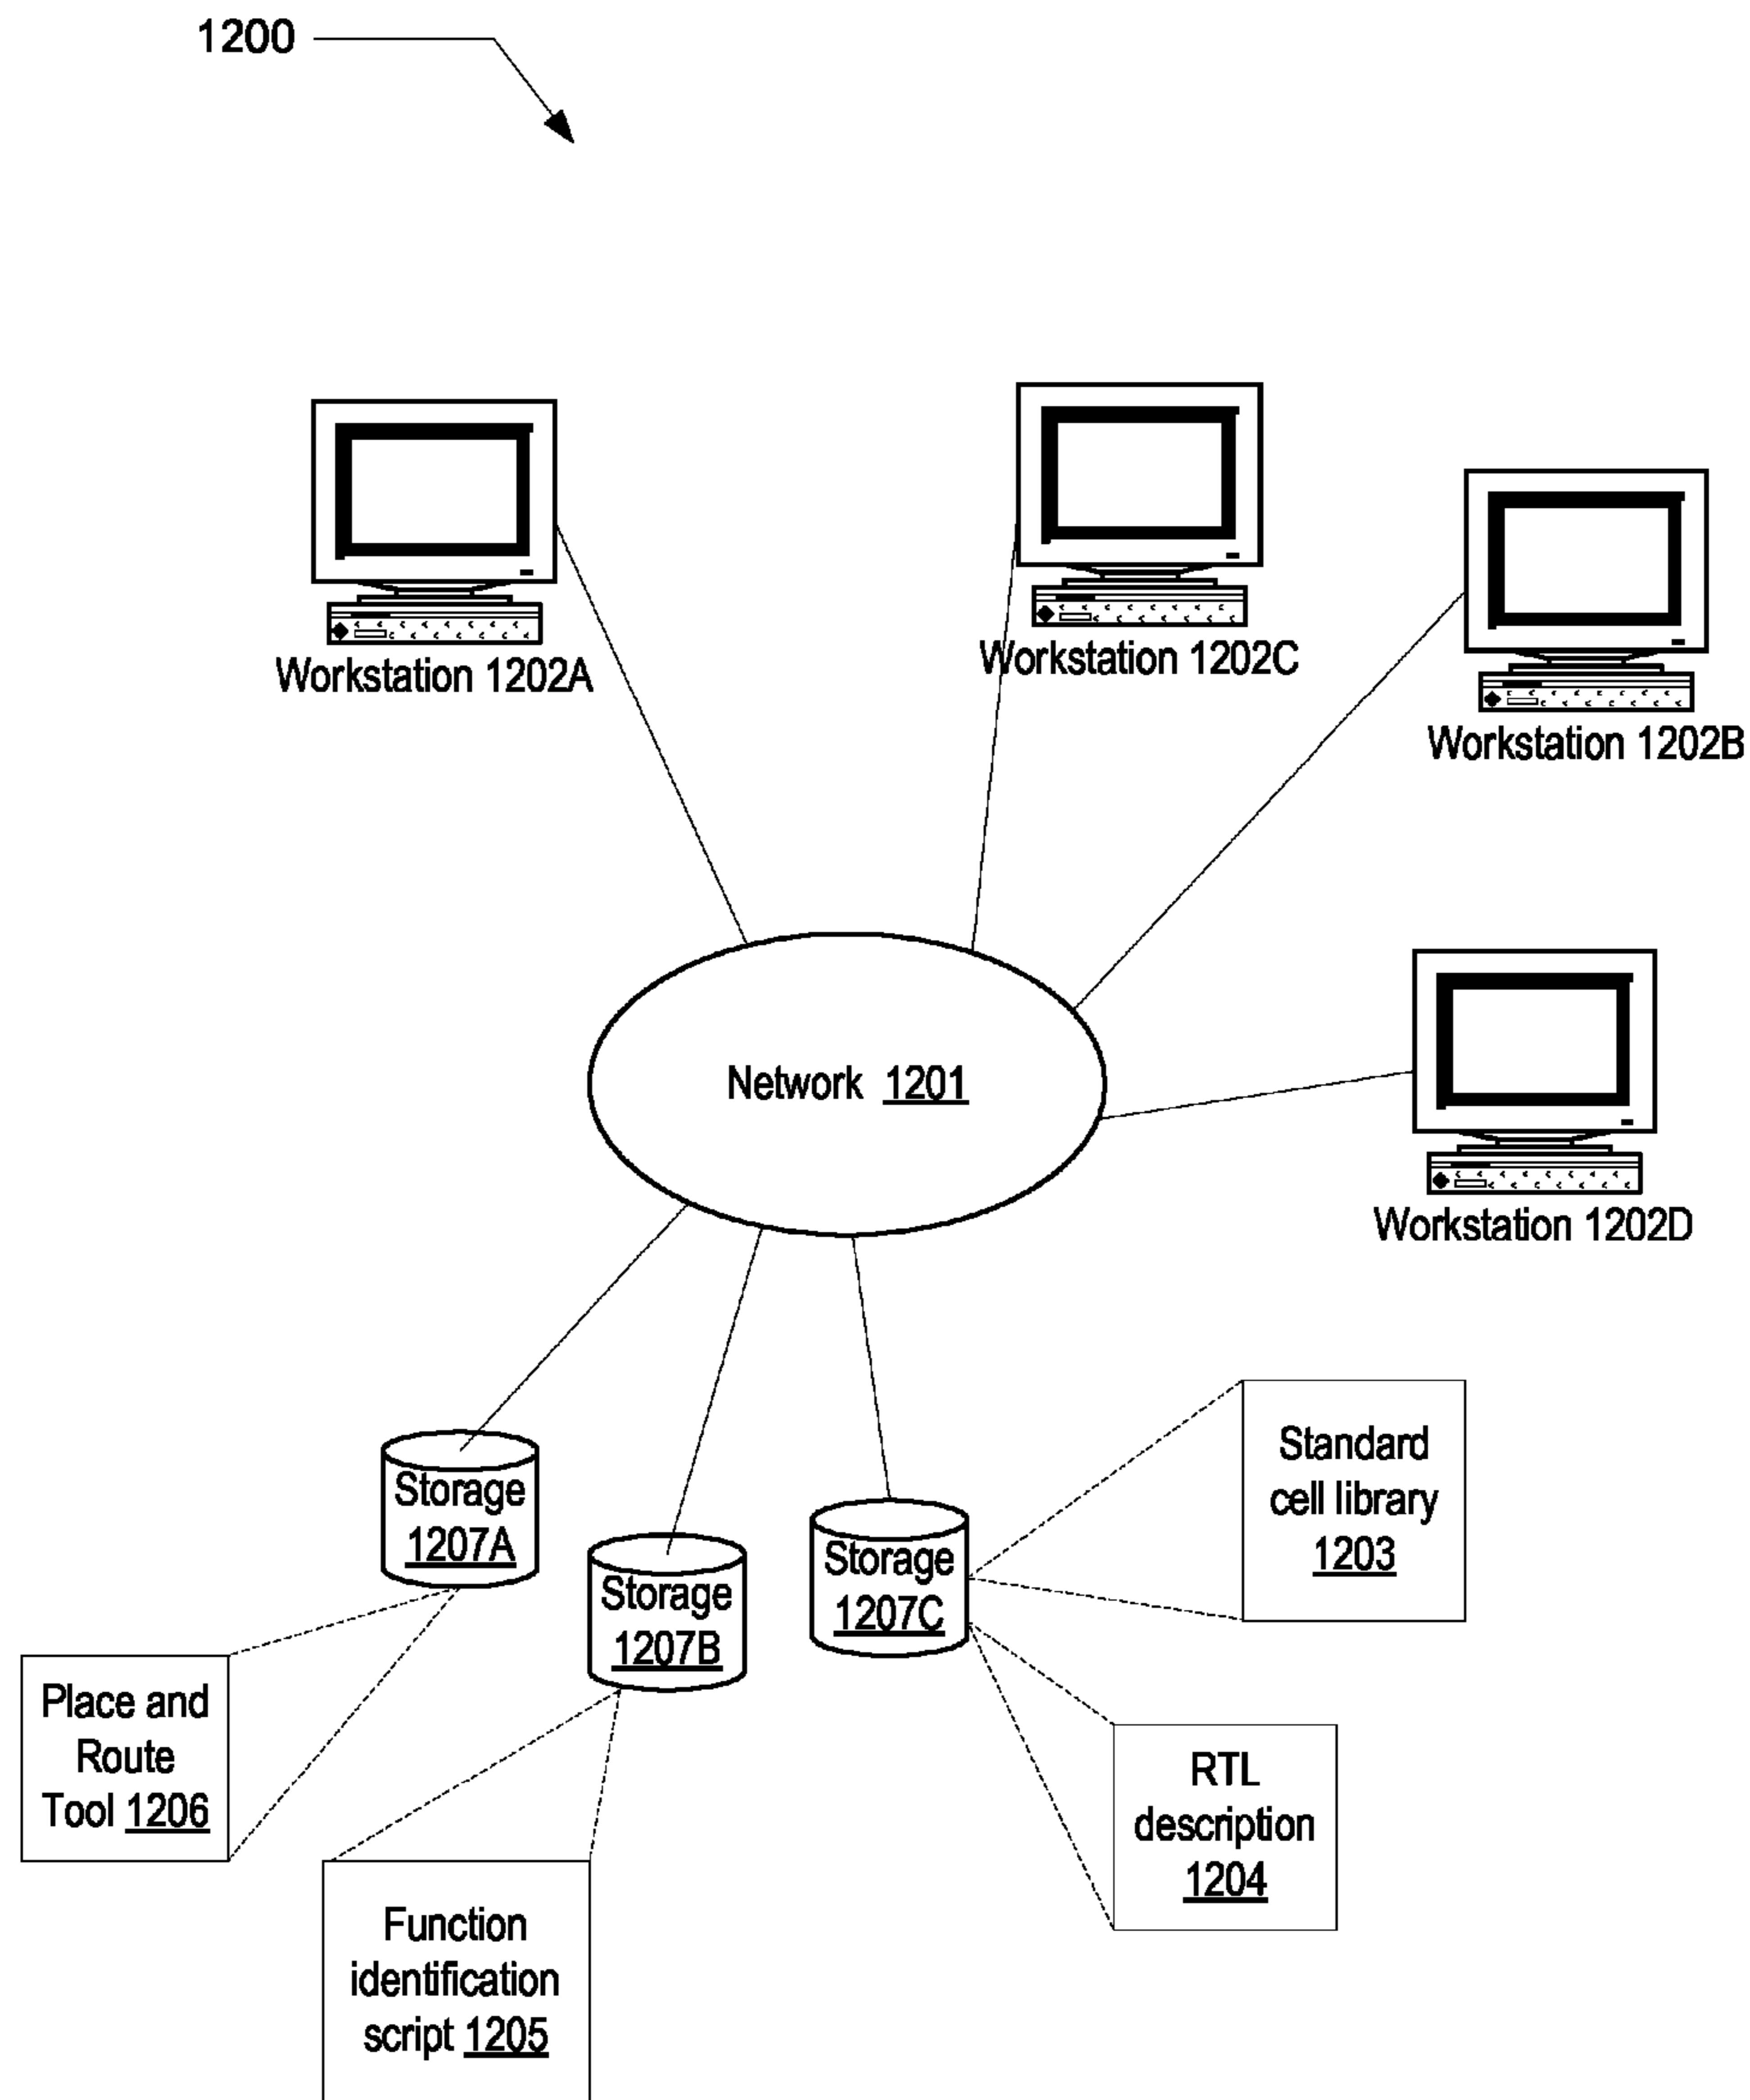 1200
Workstation 1202A
Workstation 1202C
Workstation 1202B
Network 1201
Workstation 1202D
Storage
1207A
Storage
1207B
Storage
1207C
Standard
cell library
1203
Place and
Route
Tool 1206
RTL
description
1204
Function
identification
script 1205